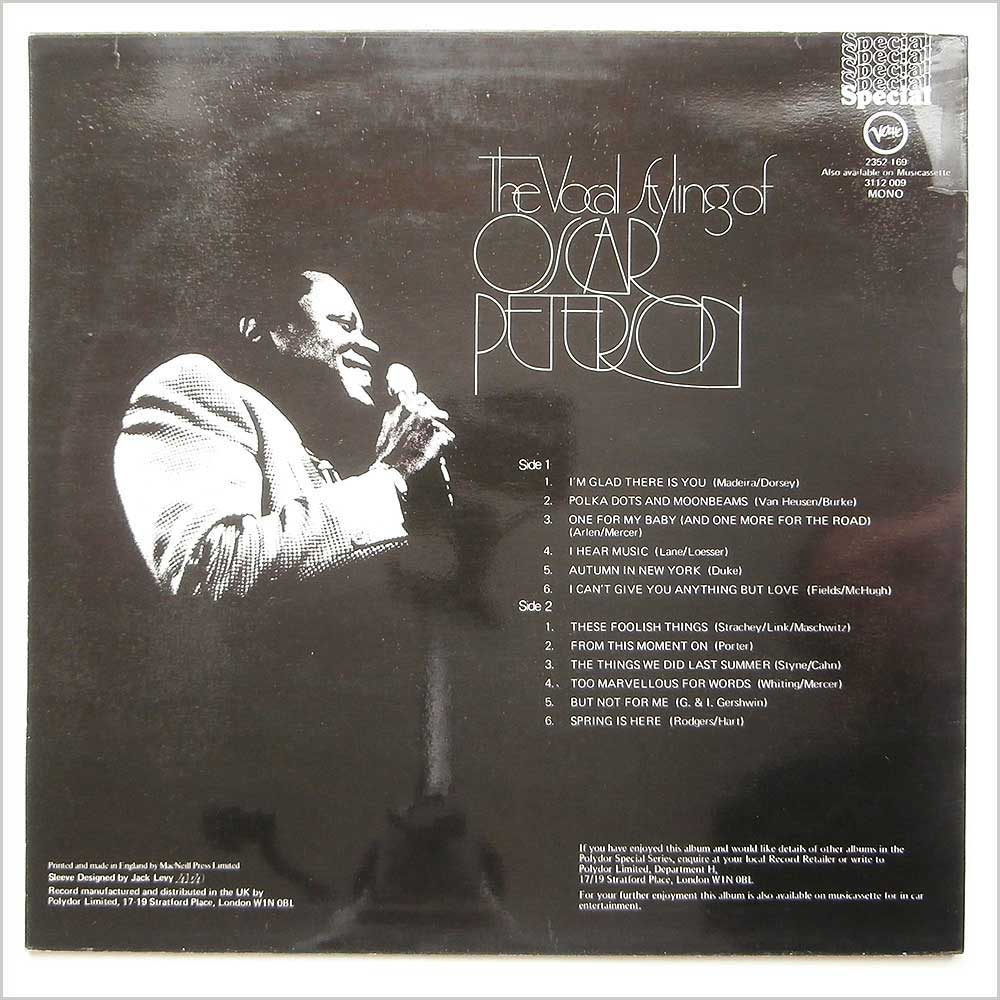 Special
Special
Special
Special
Special
Verve
2352 169
Also available on Musicassette
3112 009
MONO
The Vocal Styling of
OSCAR
PETERSON
Side 1
1. I'M GLAD THERE IS YOU (Madeira/Dorsey)
2. POLKA DOTS AND MOONBEAMS (Van Heusen/Burke)
3. ONE FOR MY BABY (AND ONE MORE FOR THE ROAD)
(Arlen/Mercer)
4. I HEAR MUSIC (Lane/Loesser)
5. AUTUMN IN NEW YORK (Duke)
6. I CAN'T GIVE YOU ANYTHING BUT LOVE (Fields/McHugh)
Side 2
1. THESE FOOLISH THINGS (Strachey/Link/Maschwitz)
2. FROM THIS MOMENT ON (Porter)
3. THE THINGS WE DID LAST SUMMER (Styne/Cahn)
4. TOO MARVELLOUS FOR WORDS (Whiting/Mercer)
5. BUT NOT FOR ME (G. & I. Gershwin)
6. SPRING IS HERE (Rodgers/Hart)
Printed and made in England by MacNeill Press Limited
Sleeve Designed by Jack Levy
Record manufactured and distributed in the UK by
Polydor Limited, 17-19 Stratford Place, London W1N 0BL
If you have enjoyed this album and would like details of other albums in the
Polydor Special Series, enquire at your local Record Retailer or write to
Polydor Limited, Department H,
17/19 Stratford Place, London W1N 0BL
For your further enjoyment this album is also available on musicassette for in car
entertainment.